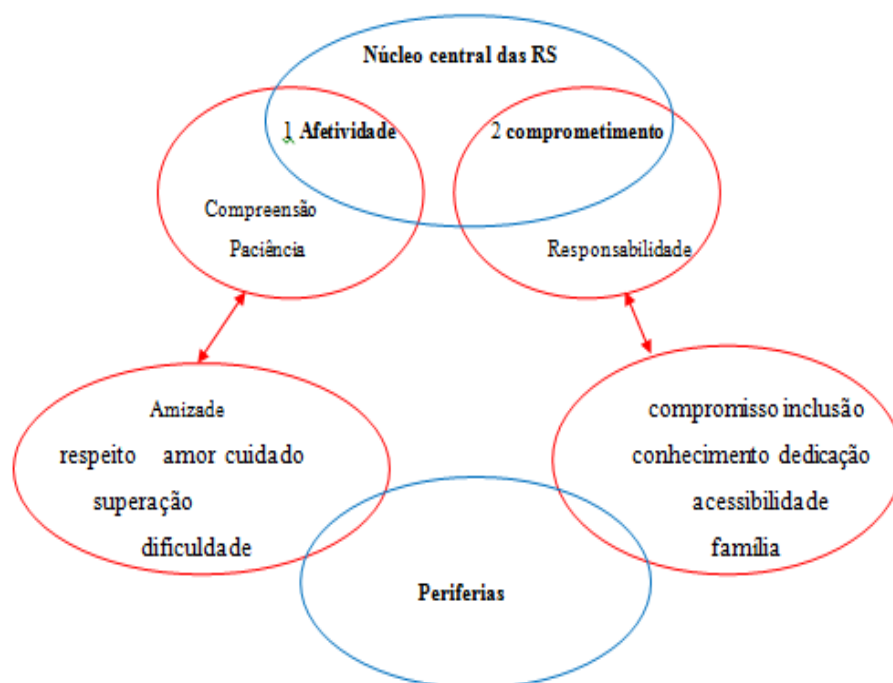 Núcleo central das RS
1 Afetividade
2 comprometimento
Compreensão
Paciência
Responsabilidade
Amizade
respeito amor cuidado
superação
dificuldade
compromisso inclusão
conhecimento dedicação
acessibilidade
família
Periferias